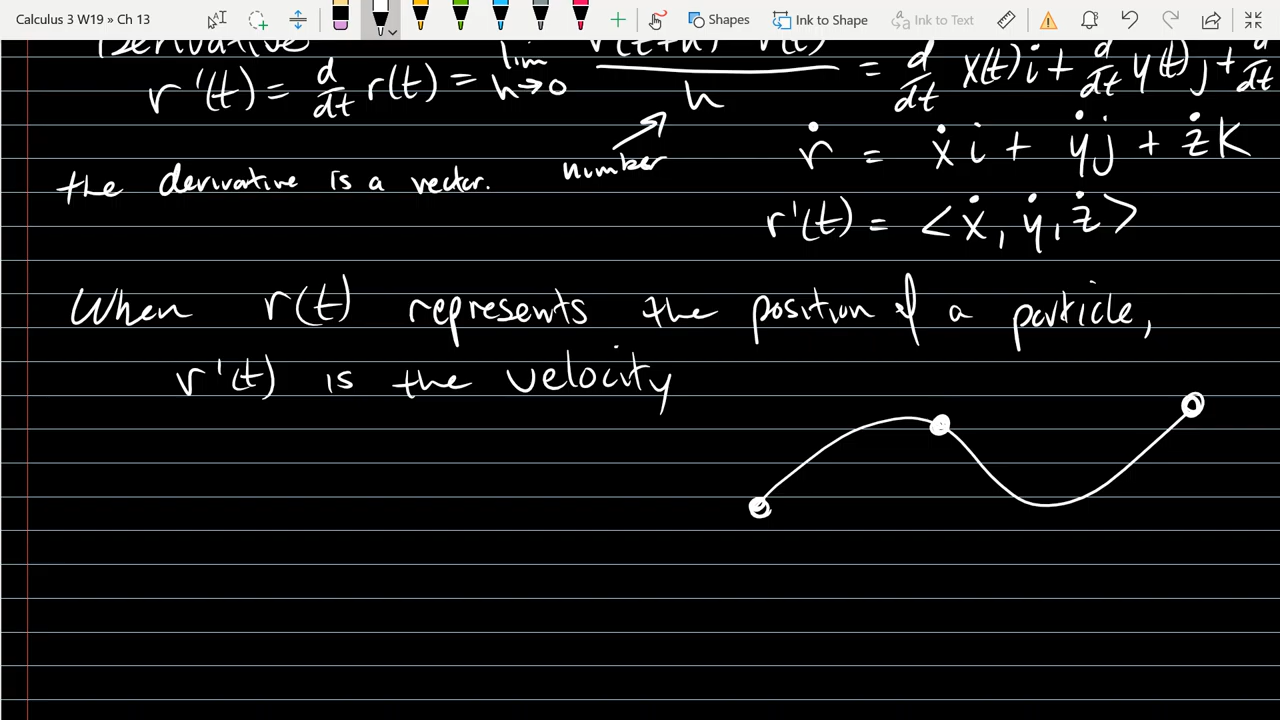 Calculus 3 W19 » Ch 13
Shapes
Ink to Shape
Ink to Text
Derivative
r'(t) = d/dt r(t) = lim h→0 r(t+h) - r(t) / h = d/dt x(t) i + d/dt y(t) j + d/dt
number
ṙ = ẋ i + ẏ j + ż K
the derivative is a vector.
r'(t) = <ẋ, ẏ, ż>
When r(t) represents the position of a particle,
r'(t) is the velocity